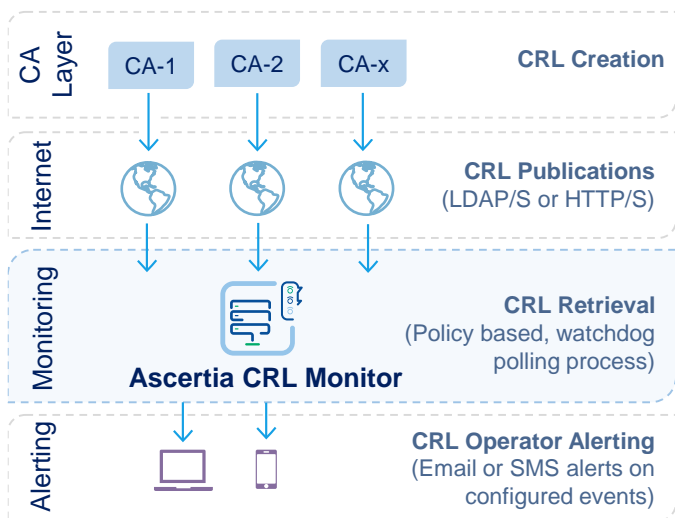 CA
Layer
CA-1
CA-2
CA-x
CRL Creation
Internet
CRL Publications
(LDAP/S or HTTP/S)
Monitoring
Ascertia CRL Monitor
CRL Retrieval
(Policy based, watchdog
polling process)
Alerting
CRL Operator Alerting
(Email or SMS alerts on
configured events)